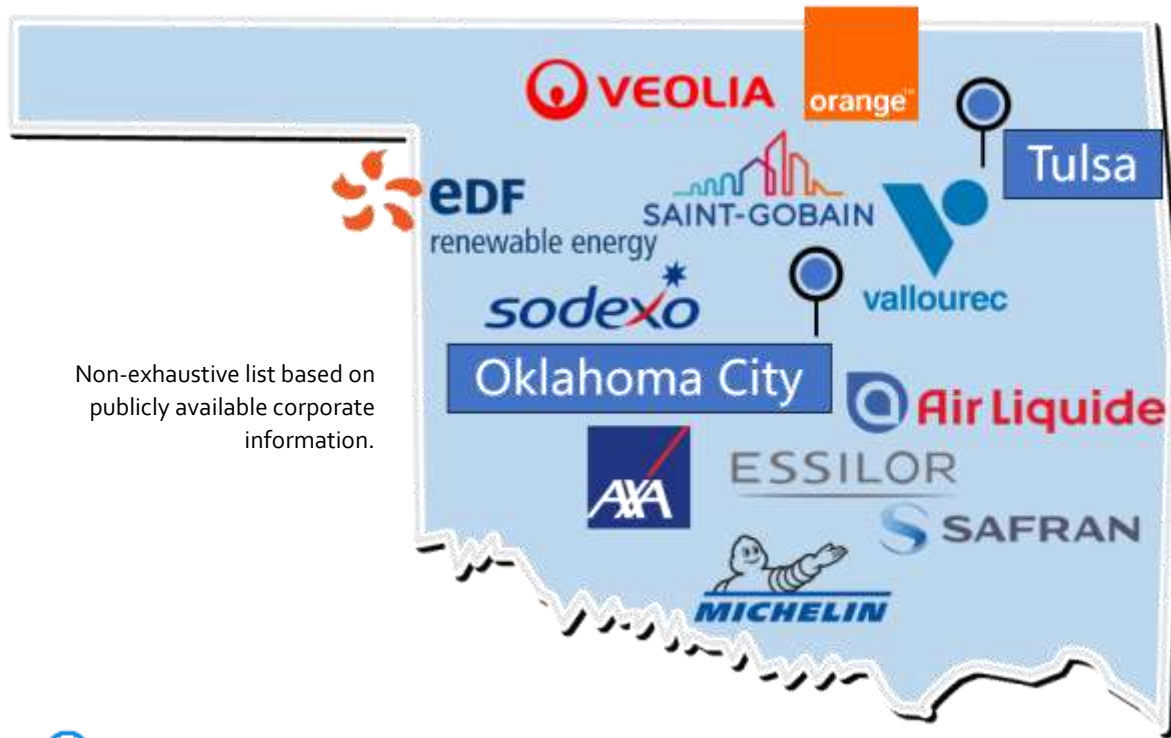 VEOLIA
orange™
Tulsa
eDF
renewable energy
SAINT-GOBAIN
vallourec
sodexo
Oklahoma City
Non-exhaustive list based on
publicly available corporate
information.
Air Liquide
AXA
ESSILOR
SAFRAN
MICHELIN